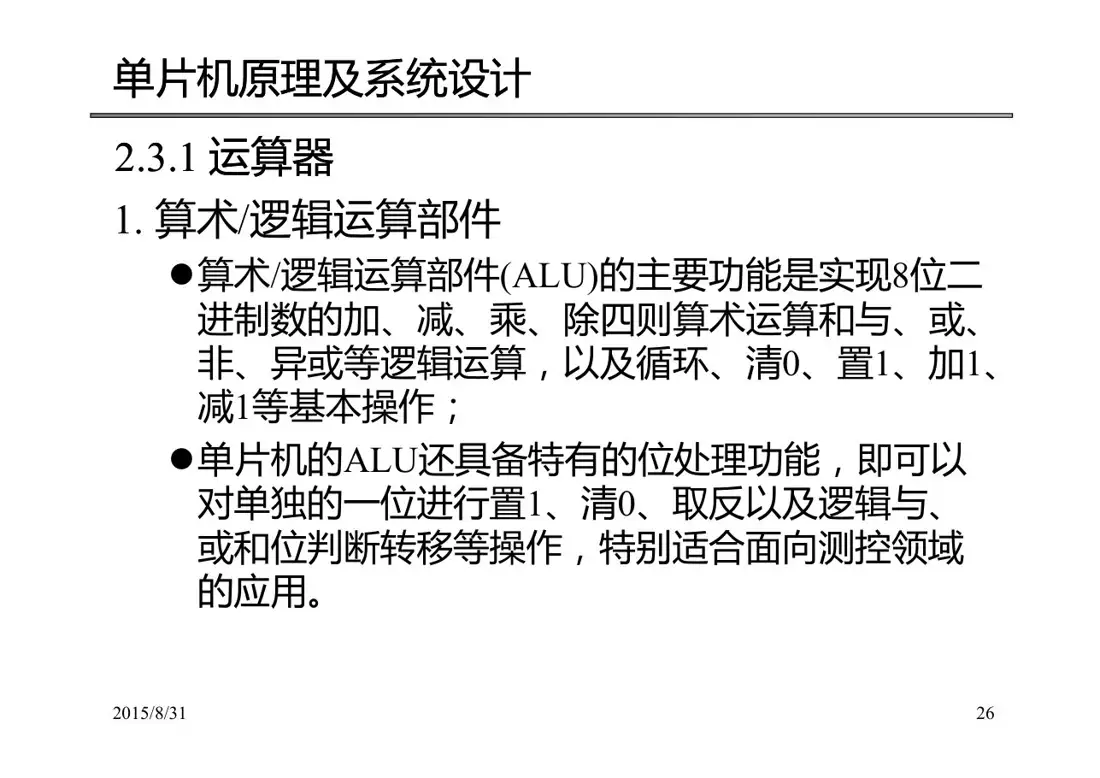 单片机原理及系统设计
2.3.1 运算器
1. 算术/逻辑运算部件
●算术/逻辑运算部件(ALU)的主要功能是实现8位二
进制数的加、减、乘、除四则算术运算和与、或、
非、异或等逻辑运算，以及循环、清0、置1、加1、
减1等基本操作；
●单片机的ALU还具备特有的位处理功能，即可以
对单独的一位进行置1、清0、取反以及逻辑与、
或和位判断转移等操作，特别适合面向测控领域
的应用。
2015/8/31
26